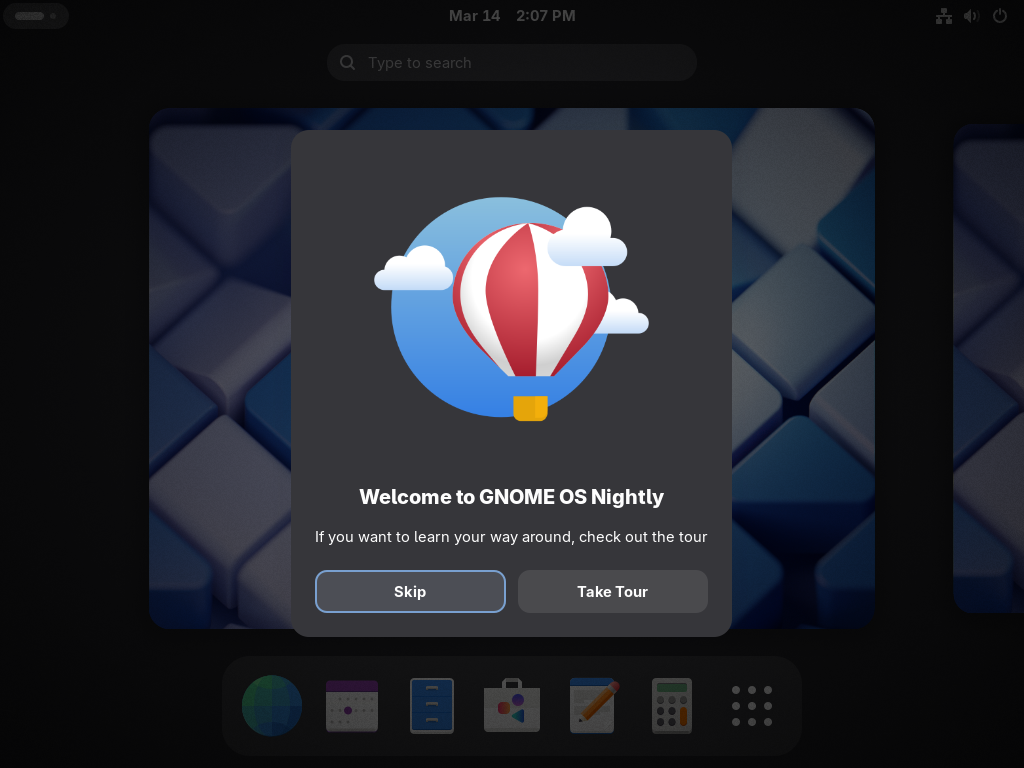 Mar 14 2:07 PM
Type to search
Welcome to GNOME OS Nightly
If you want to learn your way around, check out the tour
Skip
Take Tour